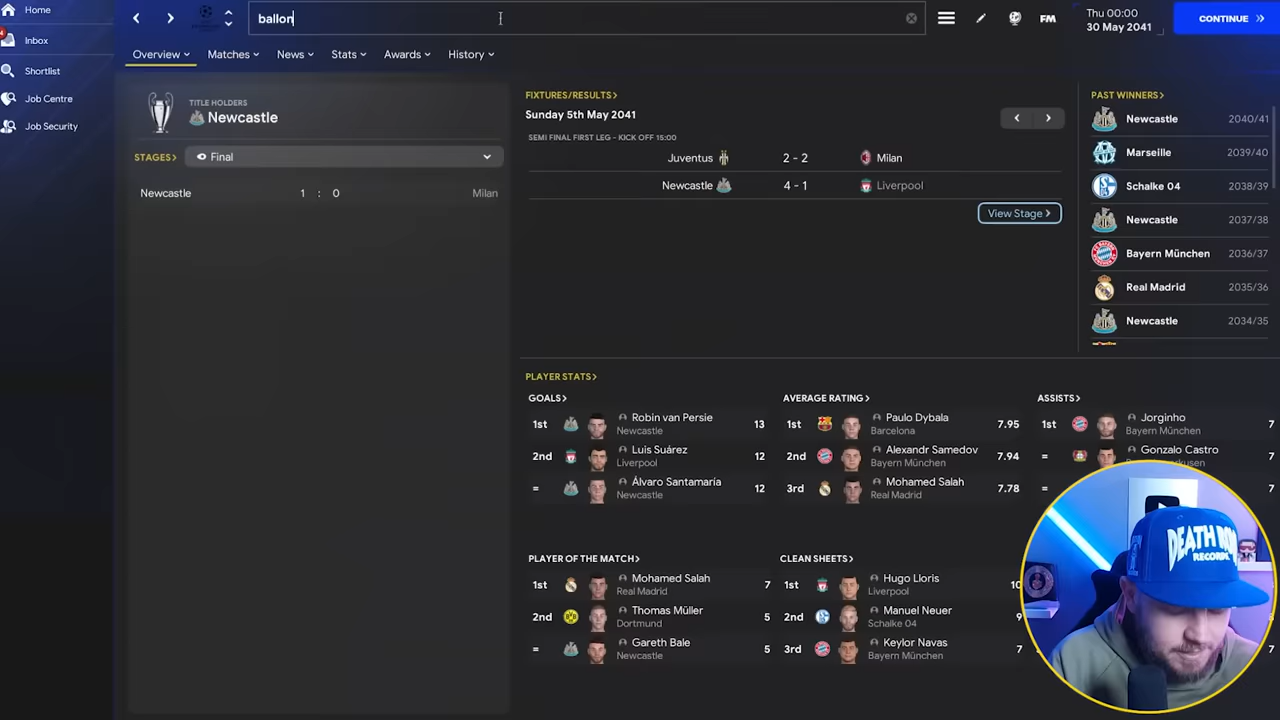 Home
ballon
Thu 00:00
30 May 2041
CONTINUE
FM
Inbox
Shortlist
Job Centre
Job Security
Overview
Matches
News
Stats
Awards
History
TITLE HOLDERS
Newcastle
STAGES>
Final
Newcastle 1 : 0 Milan
FIXTURES/RESULTS>
Sunday 5th May 2041
SEMI FINAL FIRST LEG - KICK OFF 15:00
Juventus 2 - 2 Milan
Newcastle 4 - 1 Liverpool
View Stage >
PAST WINNERS>
Newcastle 2040/41
Marseille 2039/40
Schalke 04 2038/39
Newcastle 2037/38
Bayern München 2036/37
Real Madrid 2035/36
Newcastle 2034/35
PLAYER STATS>
GOALS>
1st Robin van Persie 13
Newcastle
2nd Luis Suárez 12
Liverpool
= Álvaro Santamaría 12
Newcastle
AVERAGE RATING>
1st Paulo Dybala 7.95
Barcelona
2nd Alexandr Samedov 7.94
Bayern München
3rd Mohamed Salah 7.78
Real Madrid
ASSISTS>
1st Jorginho 7
Bayern München
= Gonzalo Castro 7
= 7
PLAYER OF THE MATCH>
1st Mohamed Salah 7
Real Madrid
2nd Thomas Müller 5
Dortmund
= Gareth Bale 5
Newcastle
CLEAN SHEETS>
1st Hugo Lloris 10
Liverpool
2nd Manuel Neuer 9
Schalke 04
3rd Keylor Navas 7
Bayern München
7
DEATH ROW
RECORDS